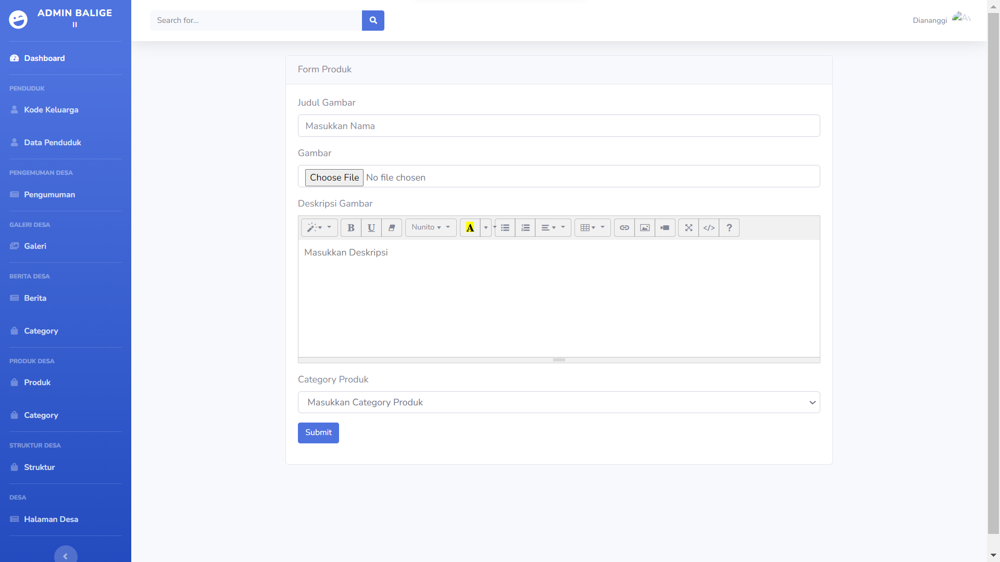 ADMIN BALIGE
II
Dashboard
PENDUDUK
Kode Keluarga
Data Penduduk
PENGEMUMAN DESA
Pengumuman
GALERI DESA
Galeri
BERITA DESA
Berita
Category
PRODUK DESA
Produk
Category
STRUKTUR DESA
Struktur
DESA
Halaman Desa
Search for...
Diananggi
Form Produk
Judul Gambar
Masukkan Nama
Gambar
Choose File No file chosen
Deskripsi Gambar
B U Nunito A </> ?
Masukkan Deskripsi
Category Produk
Masukkan Category Produk
Submit